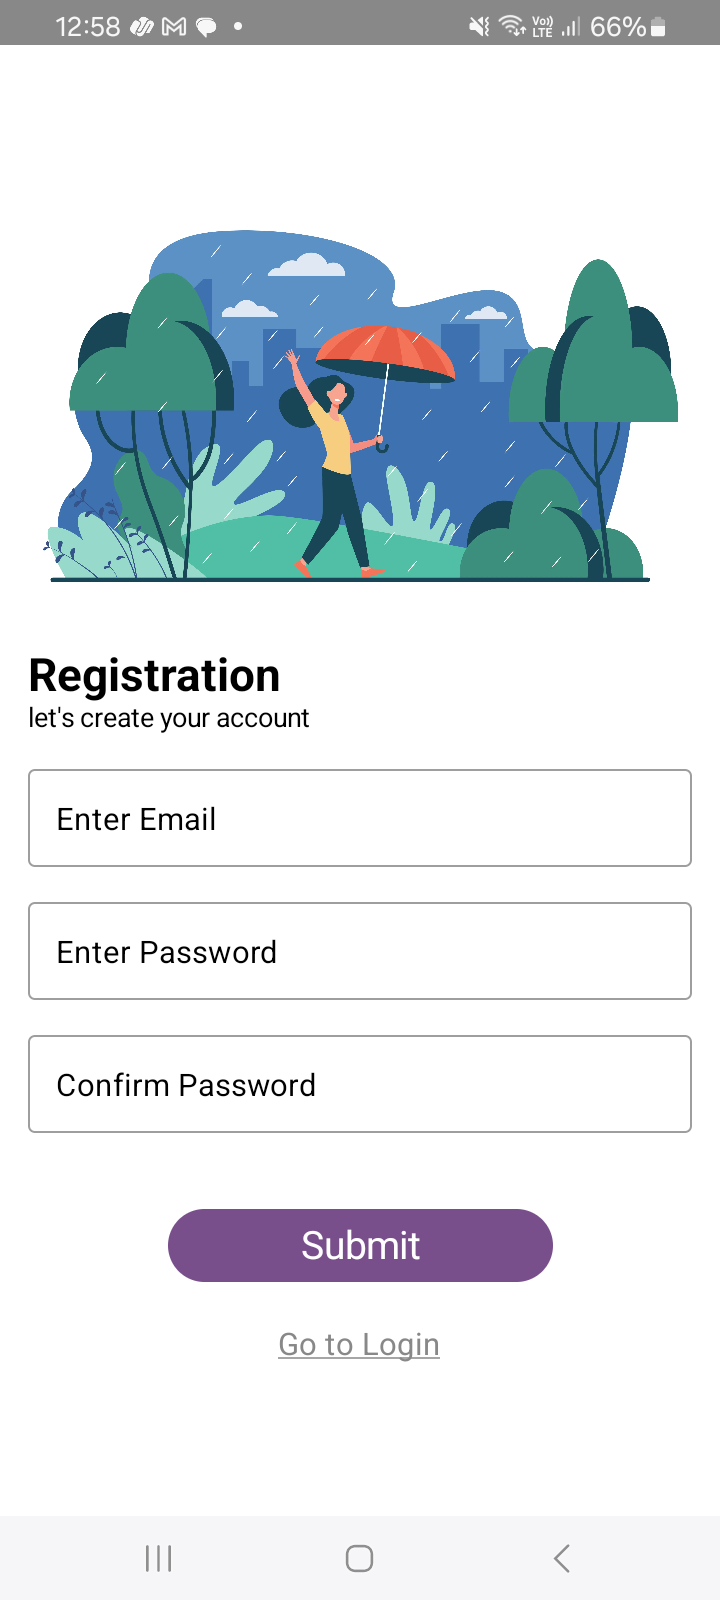 12:58 Vo)) LTE 66%
Registration
let's create your account
Enter Email
Enter Password
Confirm Password
Submit
Go to Login